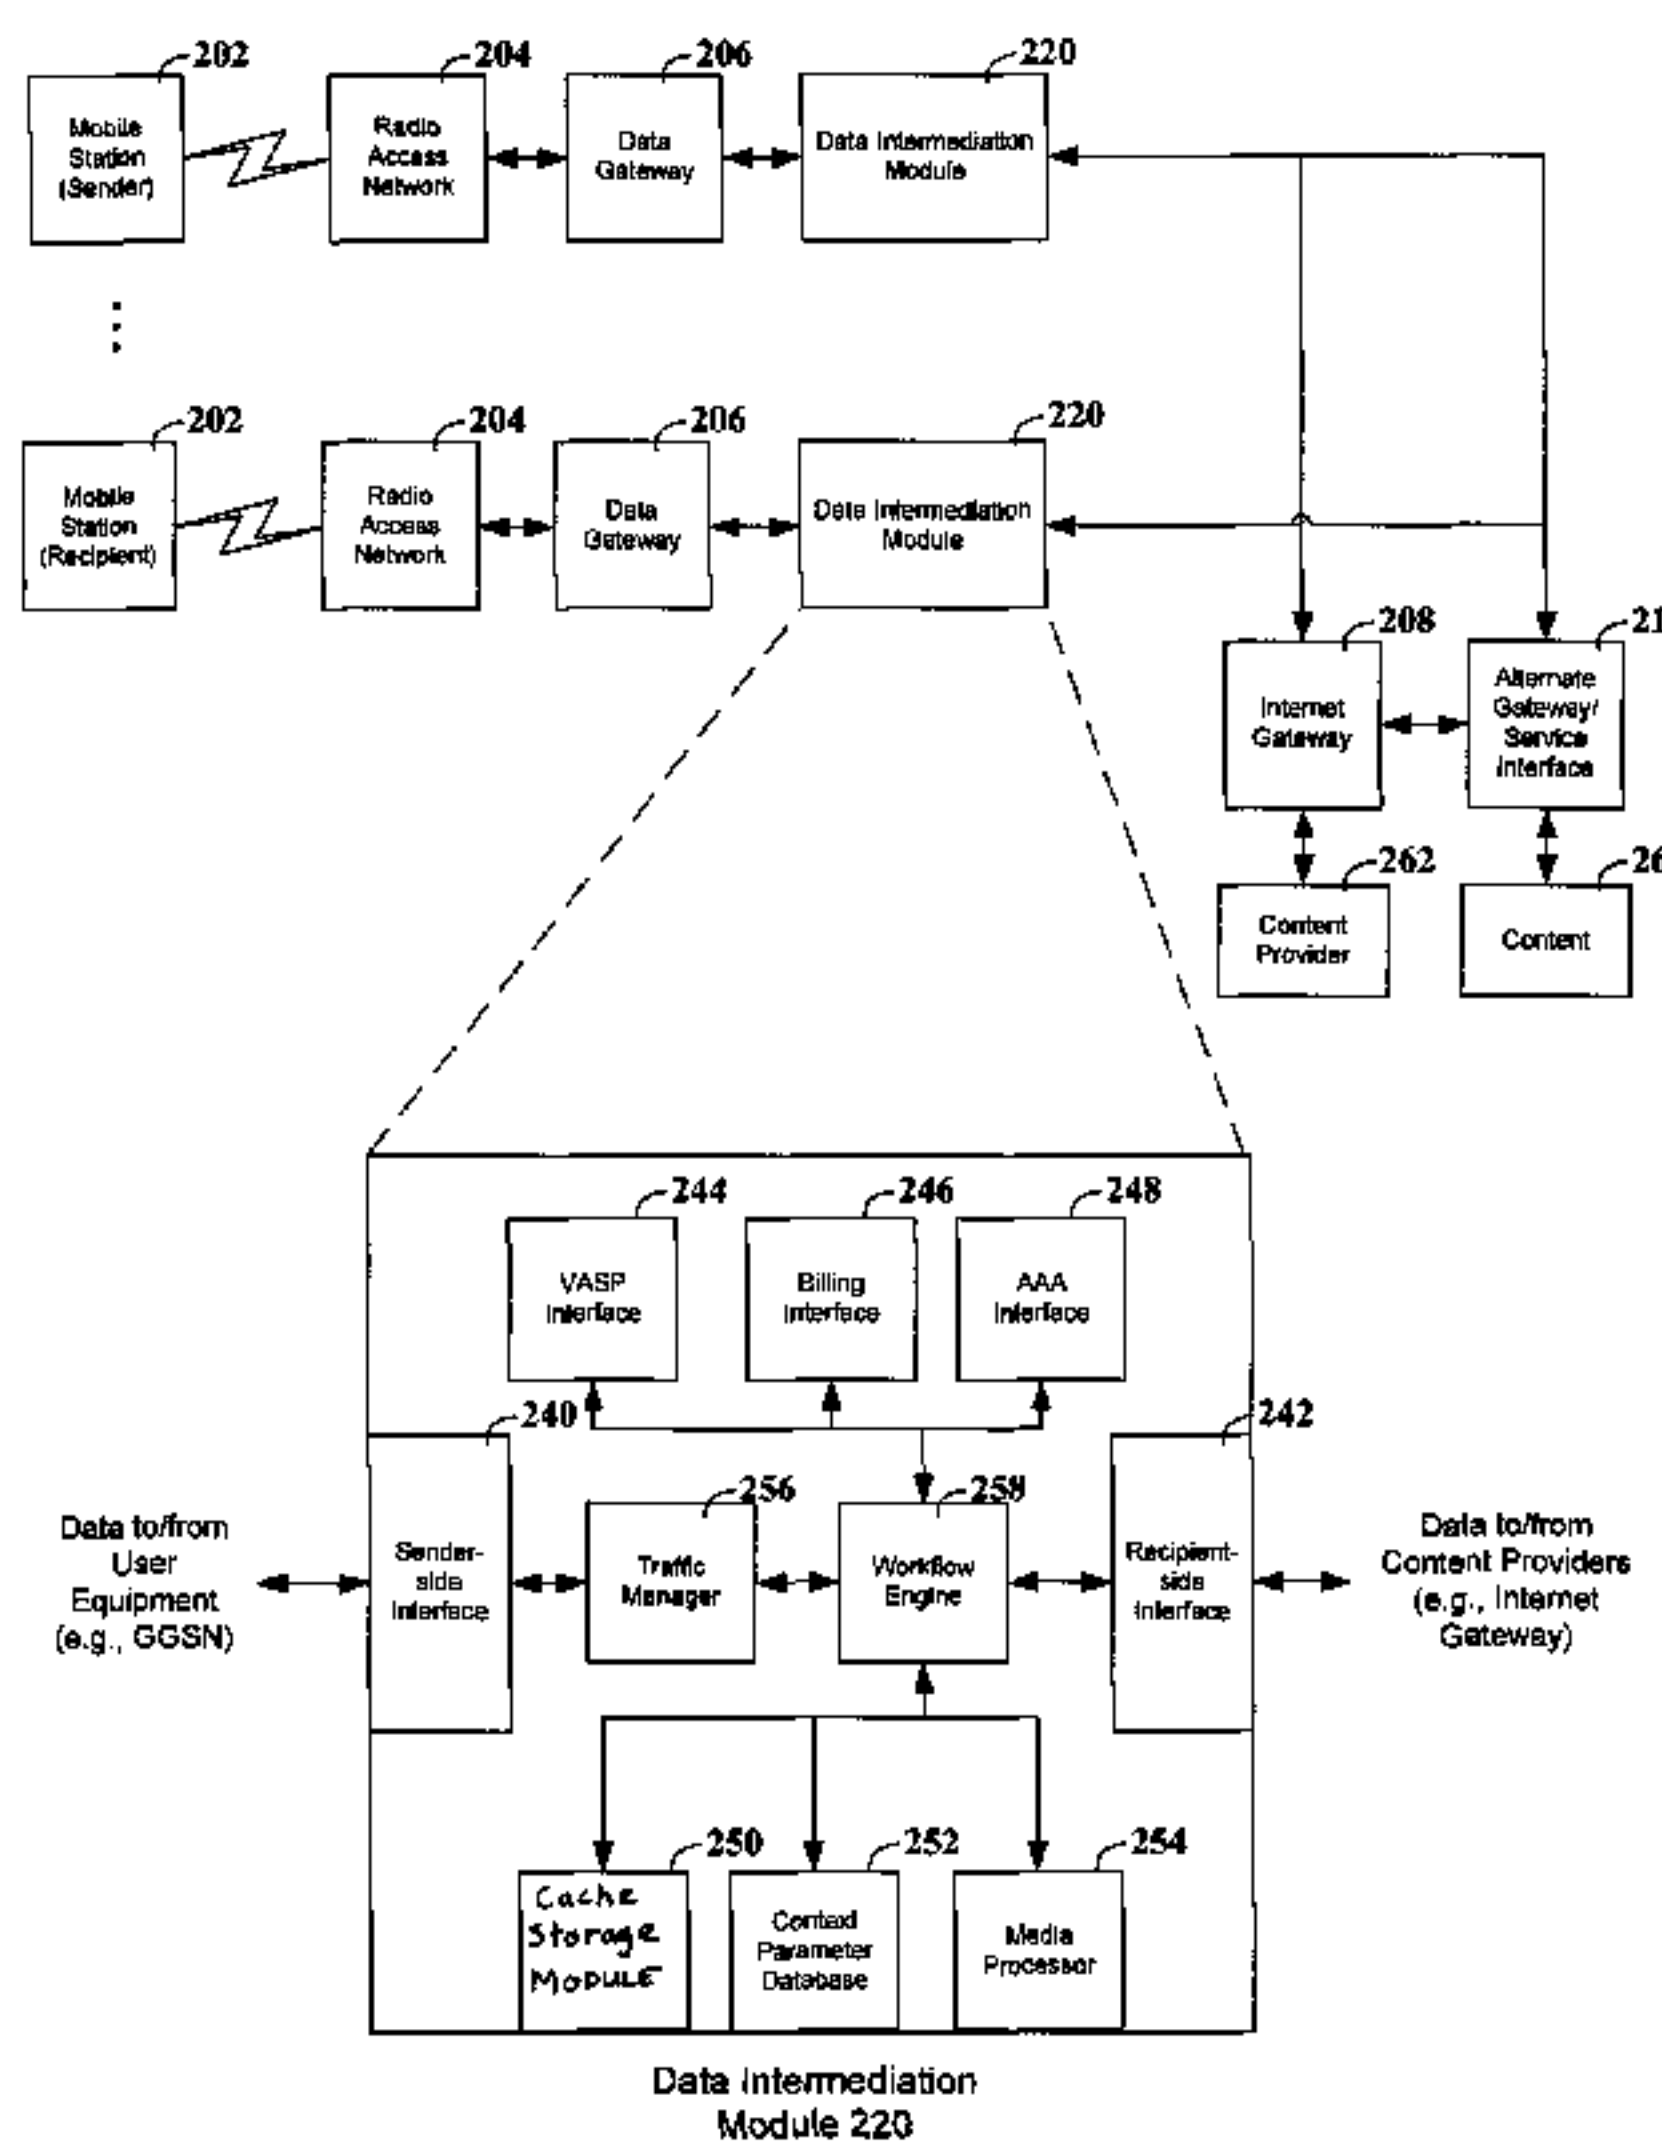 202
204
206
220
Mobile
Station
(Sender)
Radio
Access
Network
Data
Gateway
Data Intermediation
Module
202
204
206
220
Mobile
Station
(Recipient)
Radio
Access
Network
Data
Gateway
Data Intermediation
Module
208
21
Internet
Gateway
Alternate
Gateway/
Service
Interface
262
26
Content
Provider
Content
244
246
248
VASP
Interface
Billing
Interface
AAA
Interface
240
242
256
258
Data to/from
User
Equipment
(e.g., GGSN)
Sender-
side
Interface
Traffic
Manager
Workflow
Engine
Recipient-
side
Interface
Data to/from
Content Providers
(e.g., Internet
Gateway)
250
252
254
Cache
Storage
Module
Context
Parameter
Database
Media
Processor
Data Intermediation
Module 220